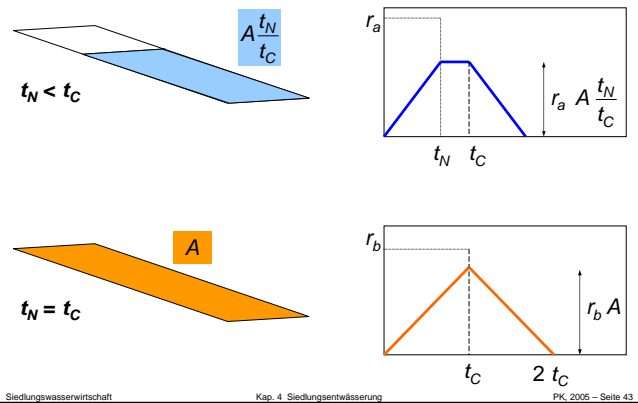 A t_N/t_C
t_N < t_C
r_a
r_a A t_N/t_C
t_N t_C
A
t_N = t_C
r_b
r_b A
t_C 2 t_C
Siedlungswasserwirtschaft Kap. 4 Siedlungsentwässerung PK, 2005 – Seite 43